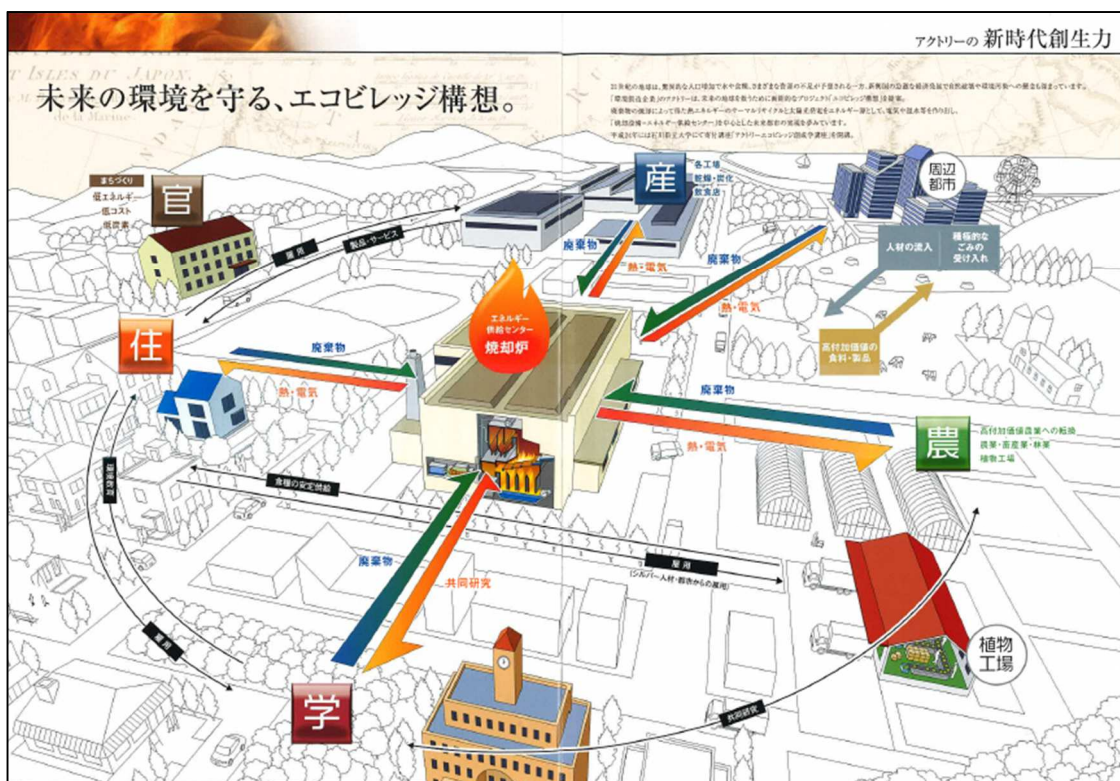 アクトリーの 新時代創生力
未来の環境を守る、エコビレッジ構想。
ISLES DU JAPON.
de la Marine
官
まちづくり
低エネルギー
低コスト
低炭素
産
各工場
乾燥・炭化
飲食店
周辺
都市
雇用
製品・サービス
廃棄物
熱・電気
廃棄物
熱・電気
人材の流入
積極的な
ごみの
受け入れ
高付加価値の
食料・製品
エネルギー
供給センター
焼却炉
住
廃棄物
熱・電気
廃棄物
熱・電気
農
高付加価値農業への転換
農業・畜産業・林業
植物工場
食糧の安定供給
雇用
(シルバー人材・都市からの雇用)
廃棄物
共同研究
雇用
学
共同研究
植物
工場